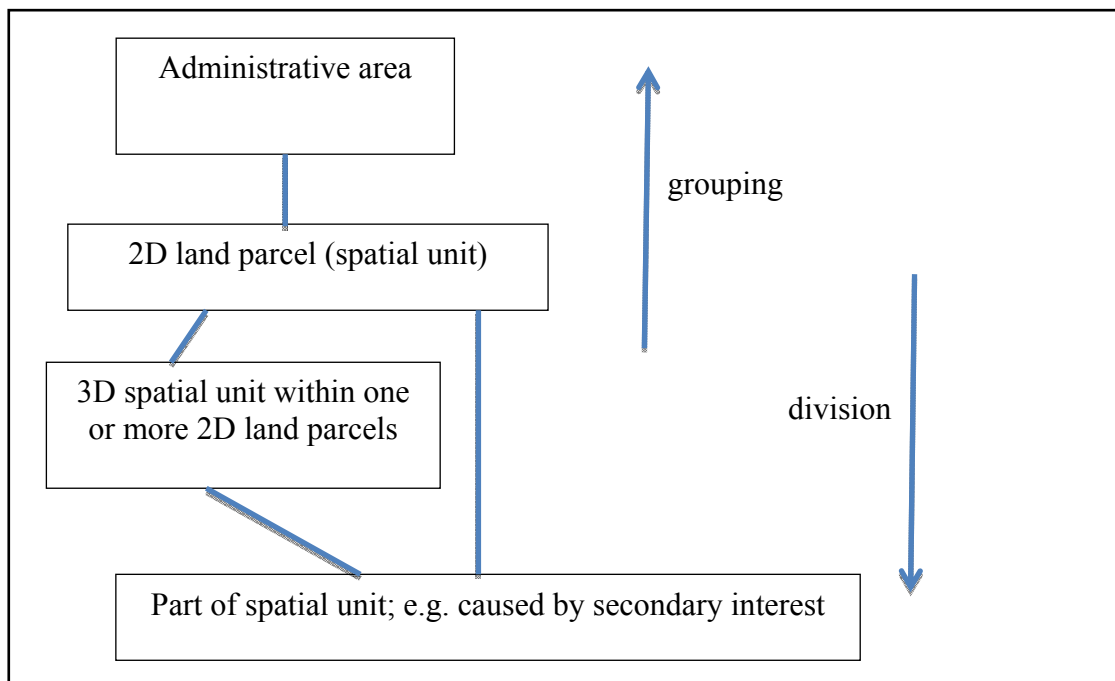 Administrative area
grouping
2D land parcel (spatial unit)
3D spatial unit within one
or more 2D land parcels
division
Part of spatial unit; e.g. caused by secondary interest